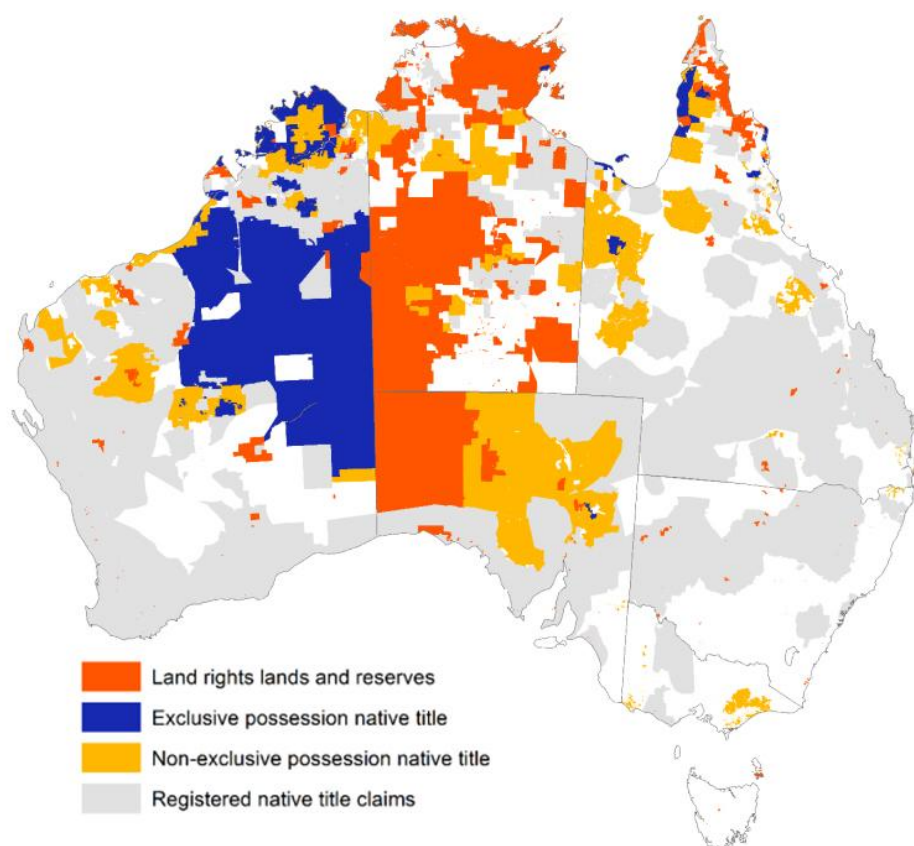 Land rights lands and reserves
Exclusive possession native title
Non-exclusive possession native title
Registered native title claims